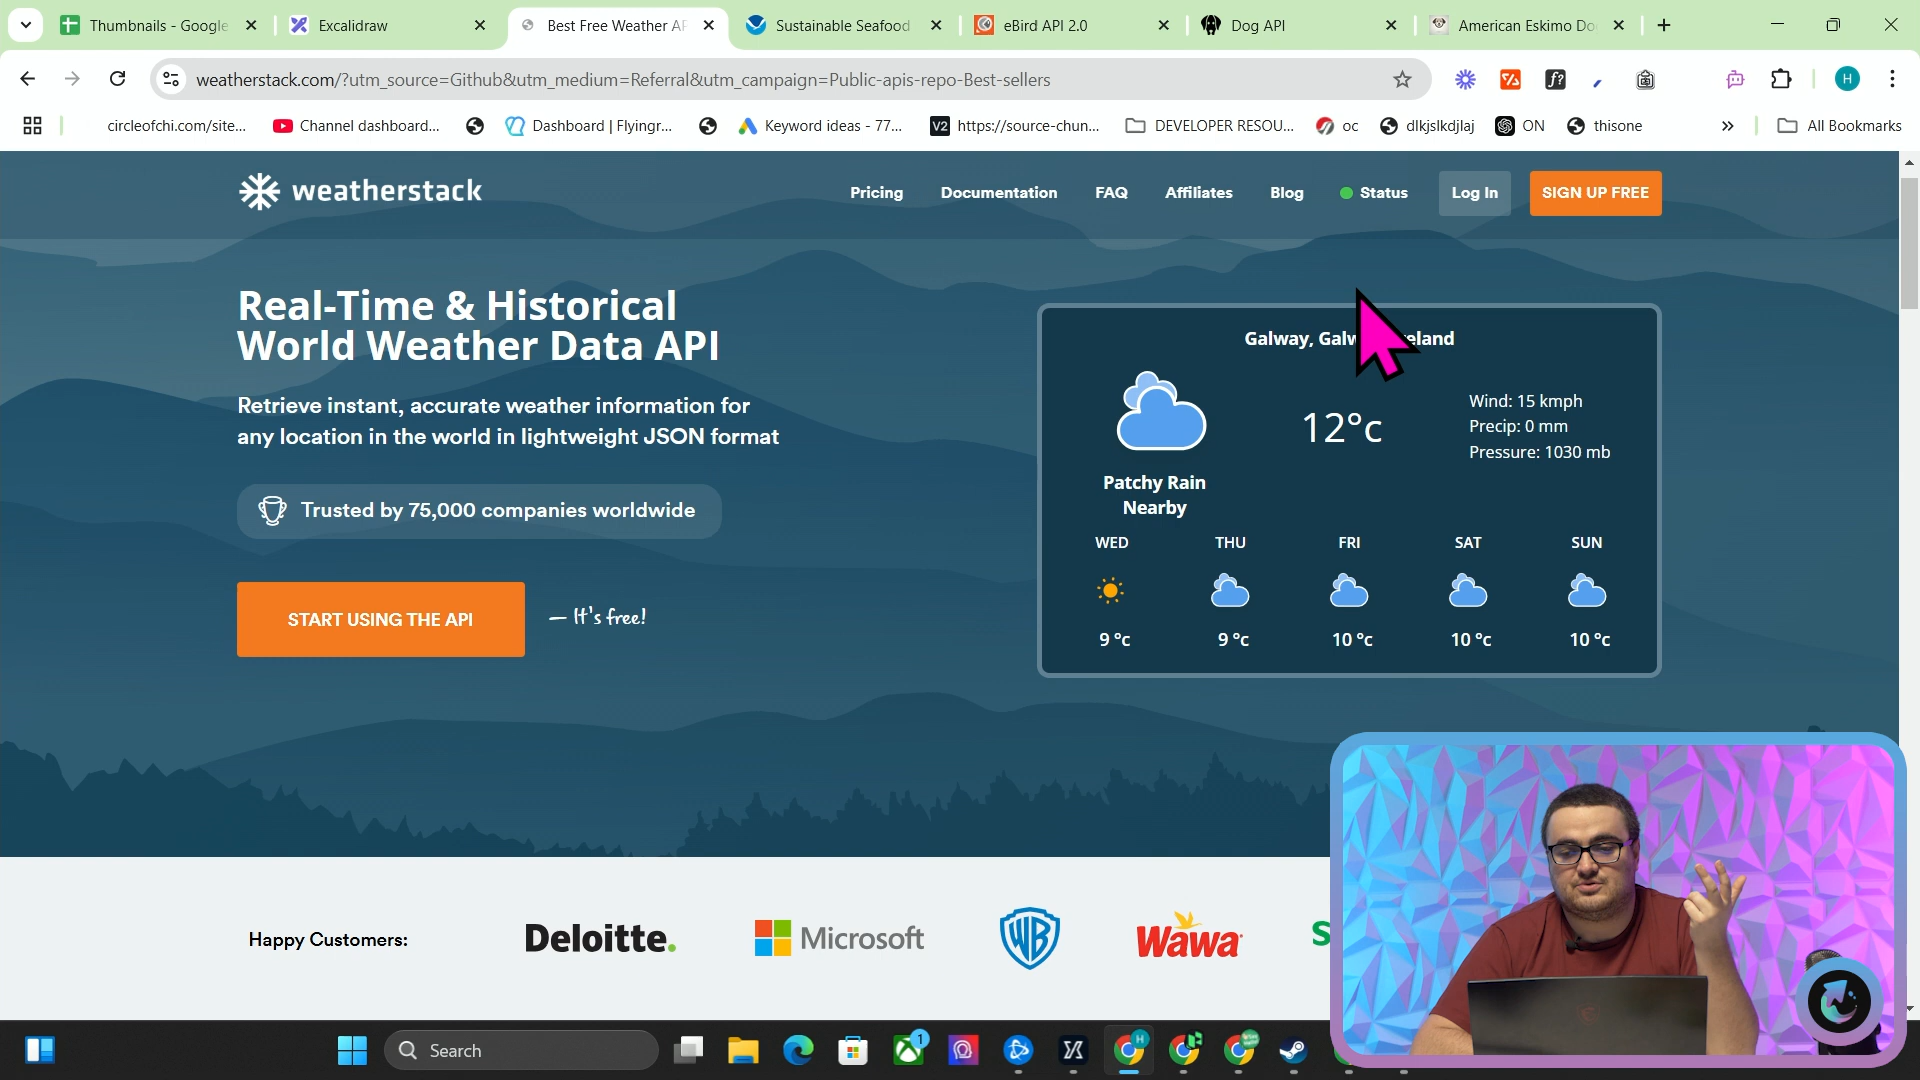 Thumbnails - Google
Excalidraw
Best Free Weather AP
Sustainable Seafood
eBird API 2.0
Dog API
American Eskimo Do
weatherstack.com/?utm_source=Github&utm_medium=Referral&utm_campaign=Public-apis-repo-Best-sellers
f?
H
circleofchi.com/site...
Channel dashboard...
Dashboard | Flyingr...
Keyword ideas - 77...
V2
https://source-chun...
DEVELOPER RESOU...
oc
dlkjslkdjlaj
ON
thisone
All Bookmarks
weatherstack
Pricing
Documentation
FAQ
Affiliates
Blog
Status
Log In
SIGN UP FREE
Real-Time & Historical
World Weather Data API
Retrieve instant, accurate weather information for
any location in the world in lightweight JSON format
Trusted by 75,000 companies worldwide
START USING THE API
– It's free!
Galway, Galw eland
12°c
Wind: 15 kmph
Precip: 0 mm
Pressure: 1030 mb
Patchy Rain
Nearby
WED THU FRI SAT SUN
9 °c 9 °c 10 °c 10 °c 10 °c
Happy Customers:
Deloitte.
Microsoft
WB
Wawa
S
Search
1
H